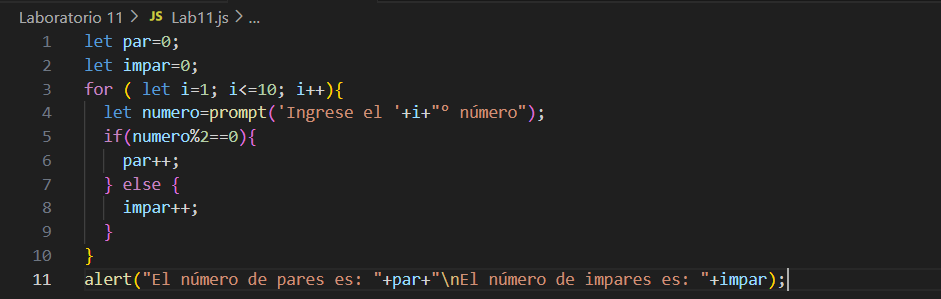 Laboratorio 11 > JS Lab11.js > ...
1 let par=0;
2 let impar=0;
3 for ( let i=1; i<=10; i++){
4 let numero=prompt('Ingrese el '+i+"° número");
5 if(numero%2==0){
6 par++;
7 } else {
8 impar++;
9 }
10 }
11 alert("El número de pares es: "+par+"\nEl número de impares es: "+impar);